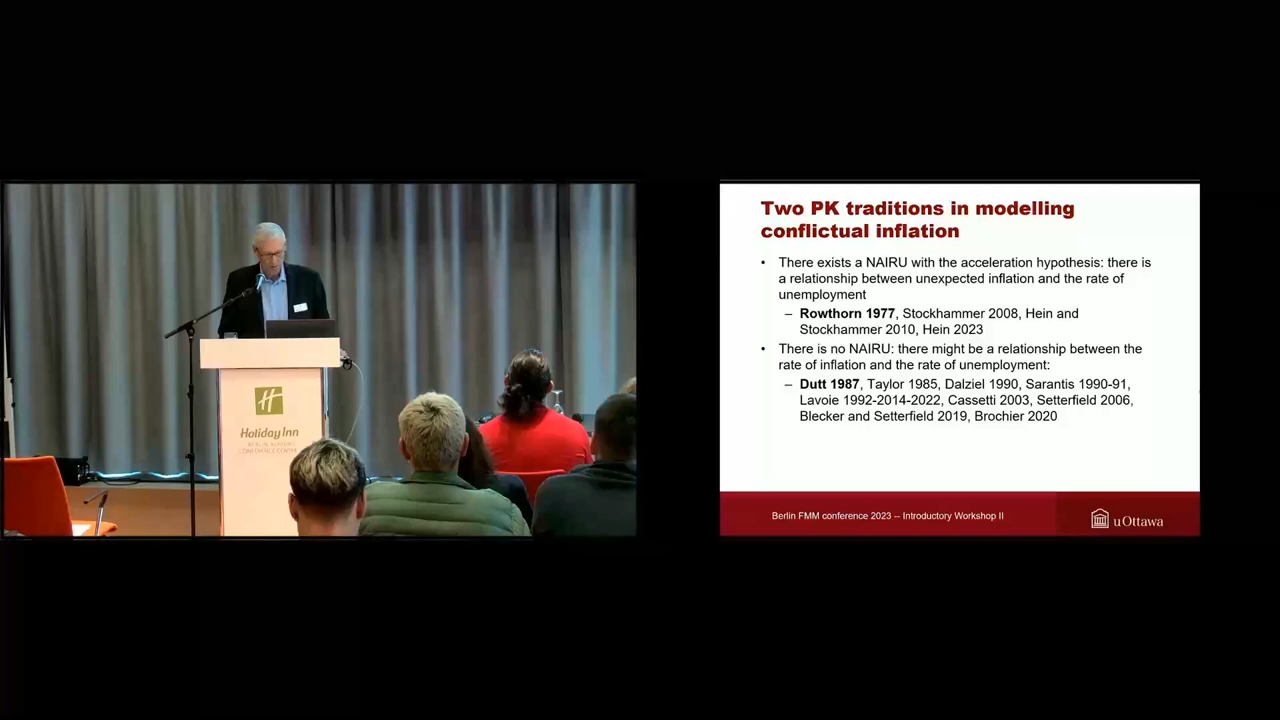 Holiday Inn
Two PK traditions in modelling
conflictual inflation
• There exists a NAIRU with the acceleration hypothesis: there is
a relationship between unexpected inflation and the rate of
unemployment
– Rowthorn 1977, Stockhammer 2008, Hein and
Stockhammer 2010, Hein 2023
• There is no NAIRU: there might be a relationship between the
rate of inflation and the rate of unemployment:
– Dutt 1987, Taylor 1985, Dalziel 1990, Sarantis 1990-91,
Lavoie 1992-2014-2022, Cassetti 2003, Setterfield 2006,
Blecker and Setterfield 2019, Brochier 2020
Berlin FMM conference 2023 -- Introductory Workshop II
uOttawa